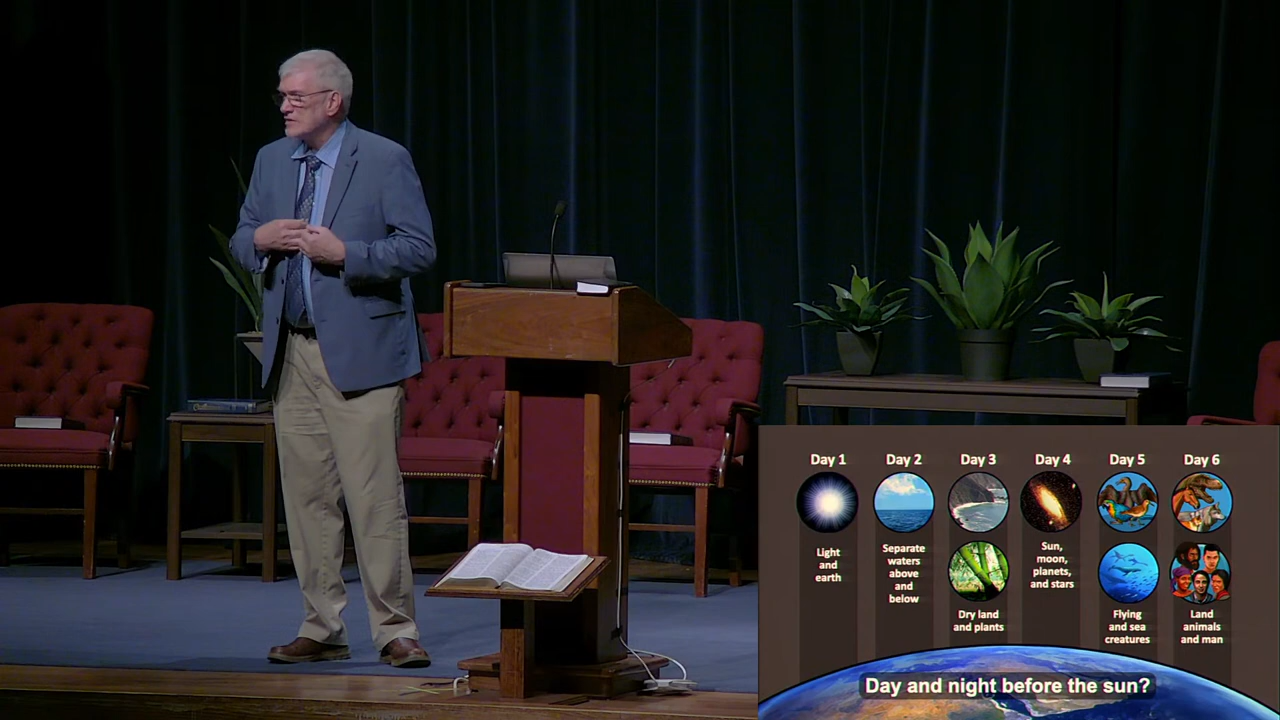 Day 1
Day 2
Day 3
Day 4
Day 5
Day 6
Light
and
earth
Separate
waters
above
and
below
Dry land
and plants
Sun,
moon,
planets,
and stars
Flying
and sea
creatures
Land
animals
and man
Day and night before the sun?